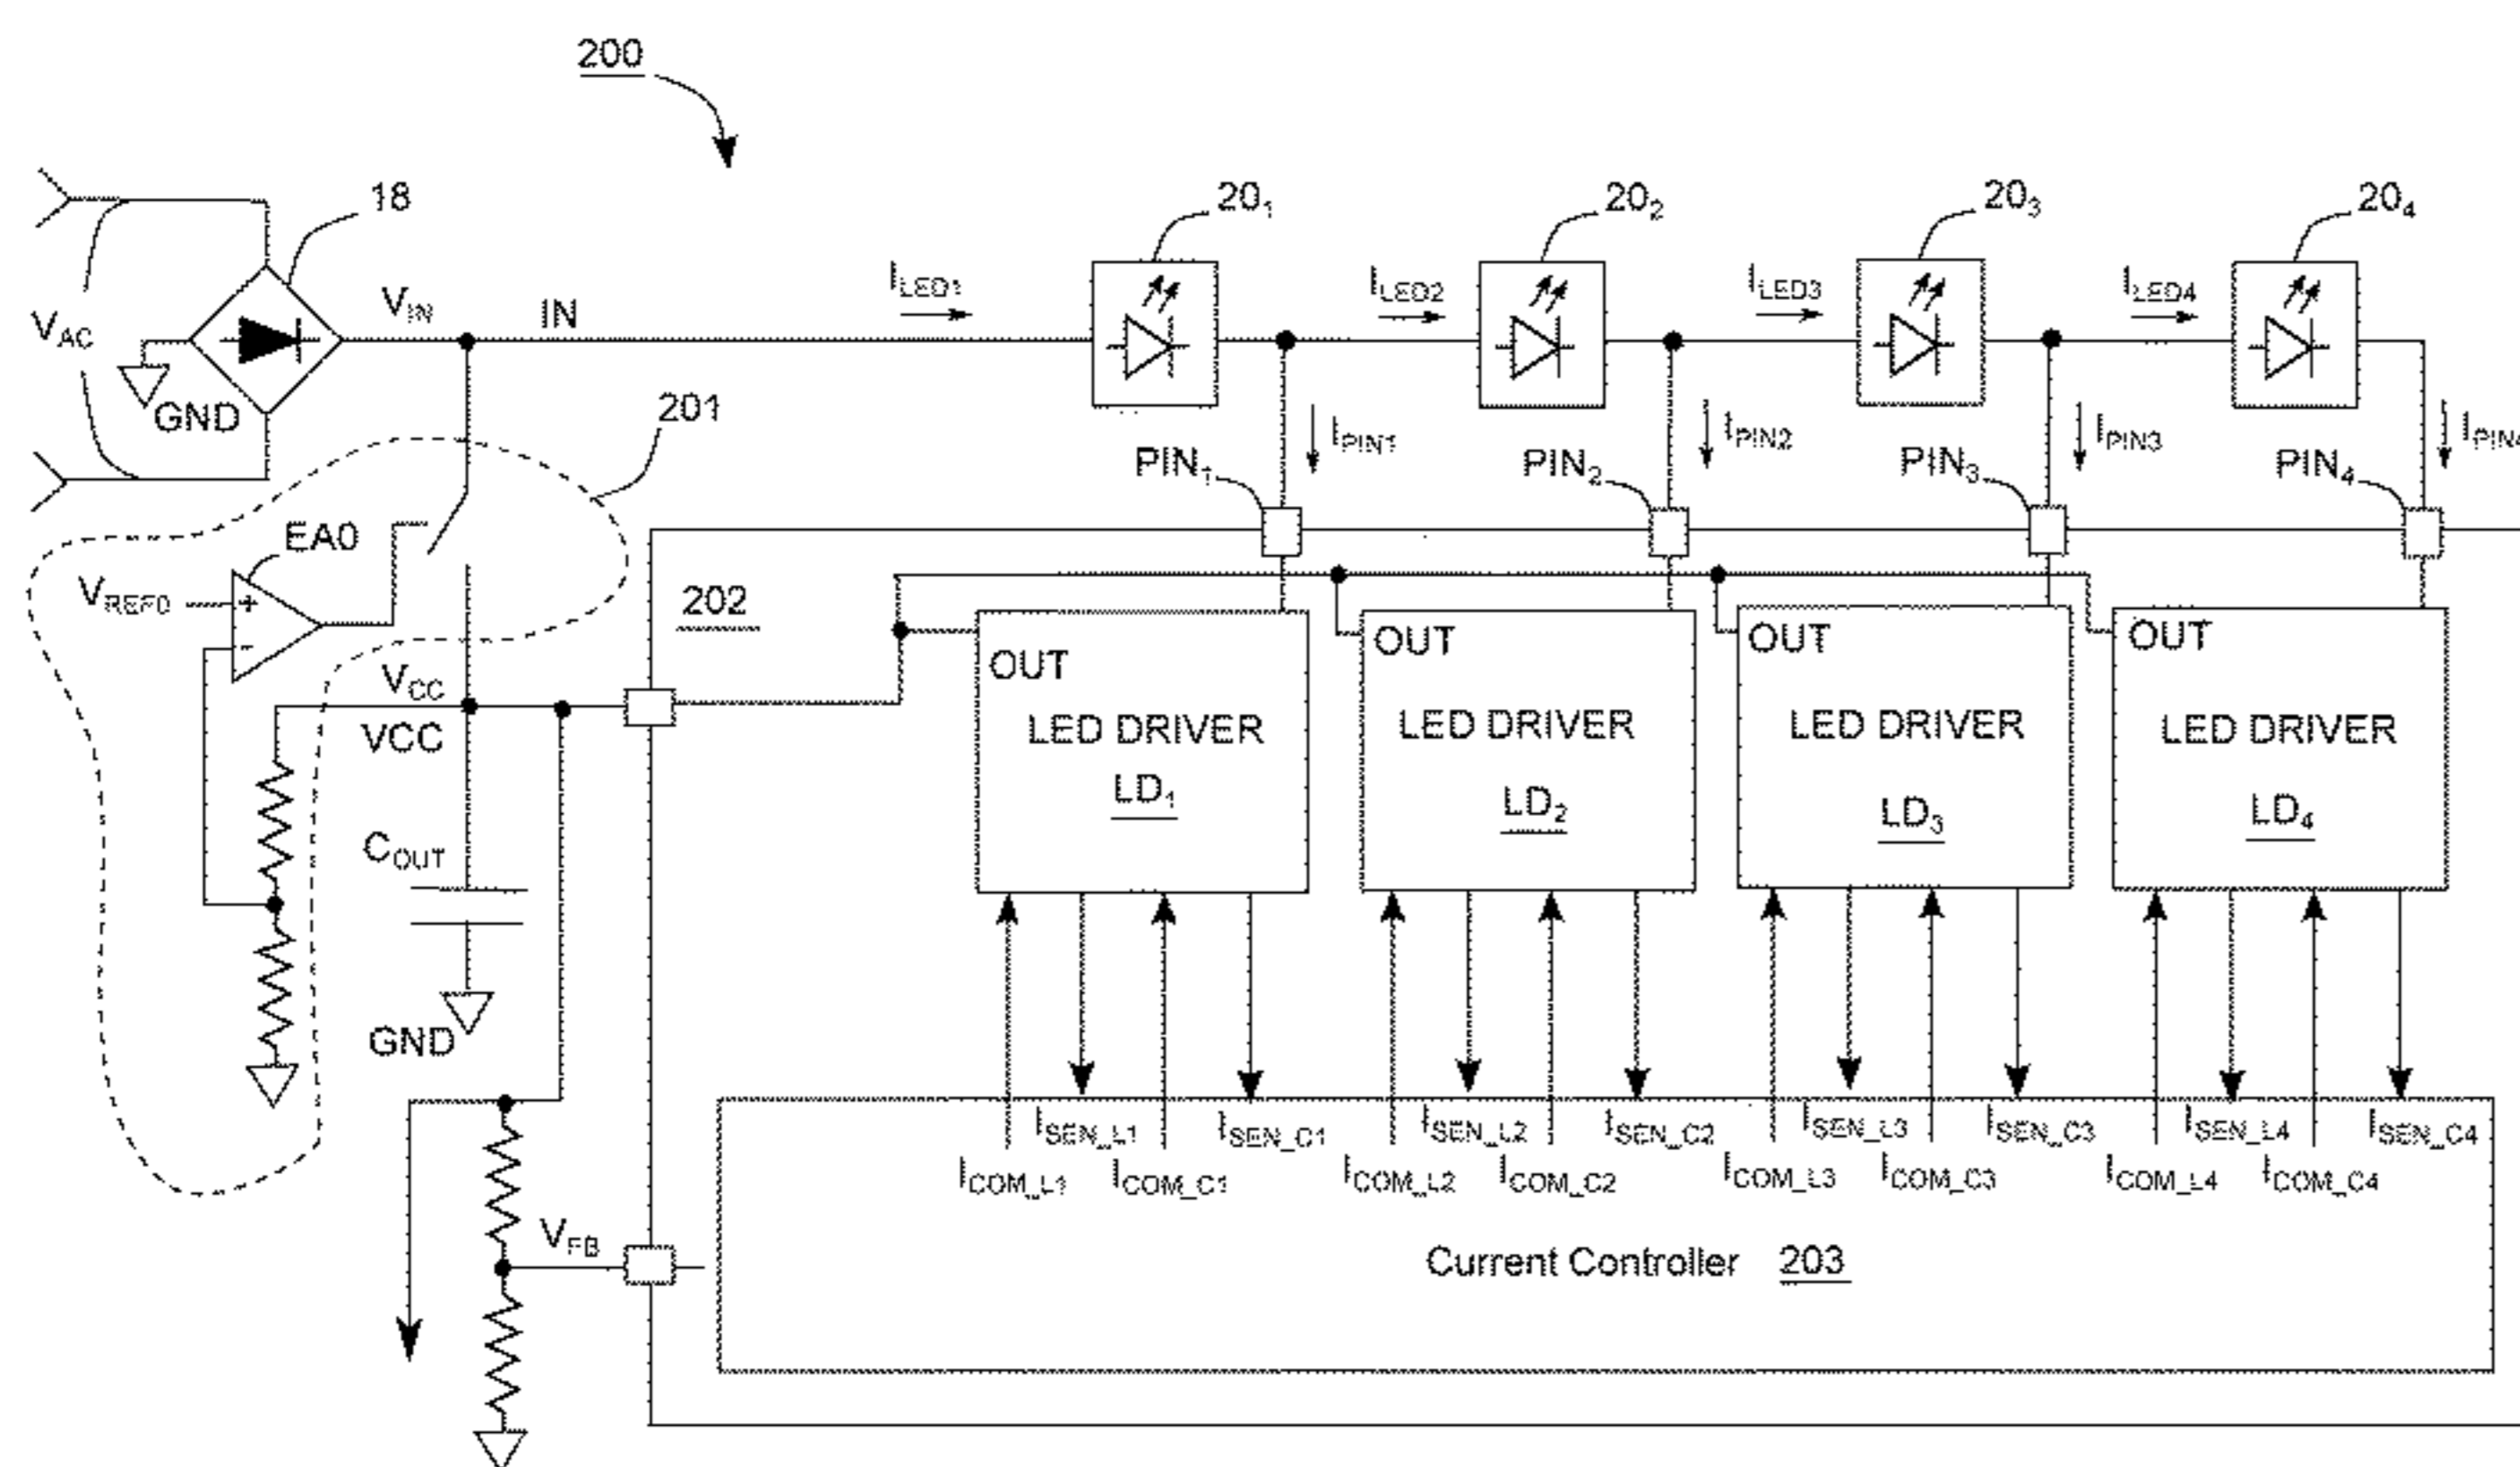 200
18
20₁
20₂
20₃
20₄
V_AC
V_IN
IN
I_LED1
I_LED2
I_LED3
I_LED4
GND
201
I_PIN1
I_PIN2
I_PIN3
PIN₁
PIN₂
PIN₃
PIN₄
EA0
V_REF0
+
-
202
V_CC
VCC
OUT
OUT
OUT
OUT
LED DRIVER
LD₁
LED DRIVER
LD₂
LED DRIVER
LD₃
LED DRIVER
LD₄
C_OUT
GND
I_SEN_L1
I_SEN_C1
I_SEN_L2
I_SEN_C2
I_SEN_L3
I_SEN_C3
I_SEN_L4
I_SEN_C4
I_COM_L1
I_COM_C1
I_COM_L2
I_COM_C2
I_COM_L3
I_COM_C3
I_COM_L4
I_COM_C4
V_FB
Current Controller 203